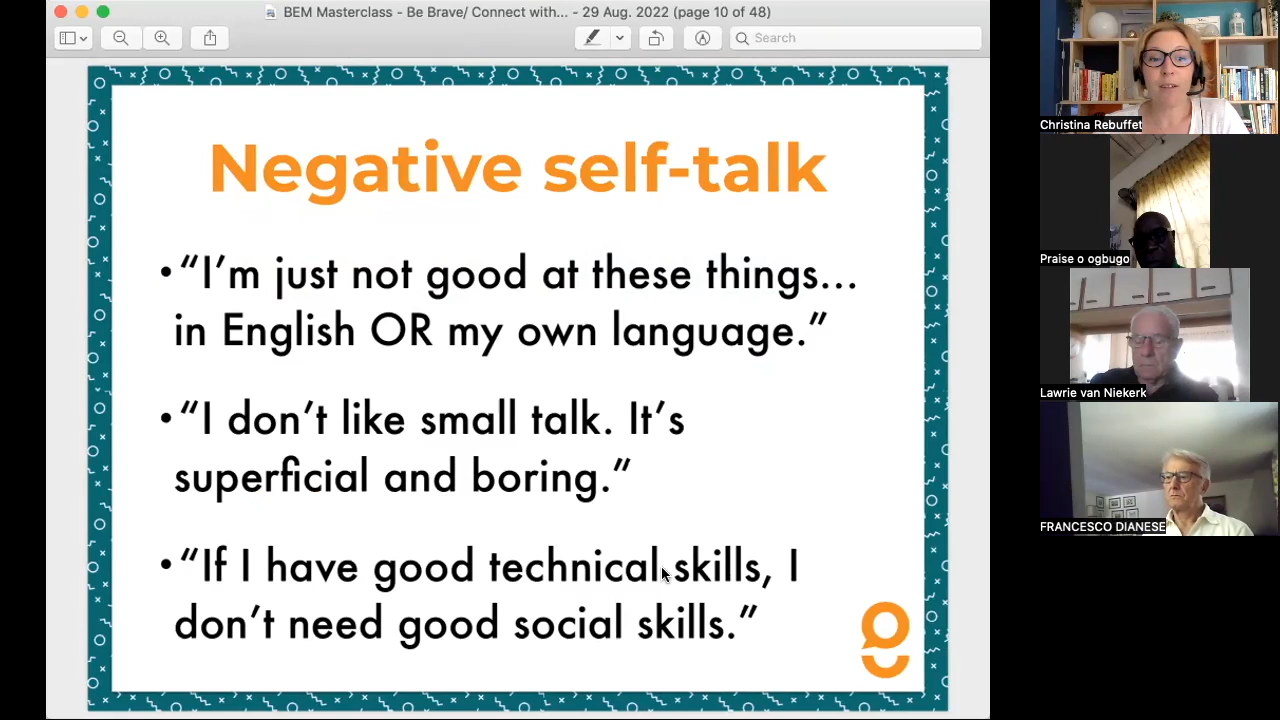 BEM Masterclass - Be Brave/ Connect with... - 29 Aug. 2022 (page 10 of 48)
Search
Negative self-talk
•“I’m just not good at these things...
in English OR my own language.”
•“I don’t like small talk. It’s
superficial and boring.”
•“If I have good technical skills, I
don’t need good social skills.”
Christina Rebuffet
Praise o ogbugo
Lawrie van Niekerk
FRANCESCO DIANESE